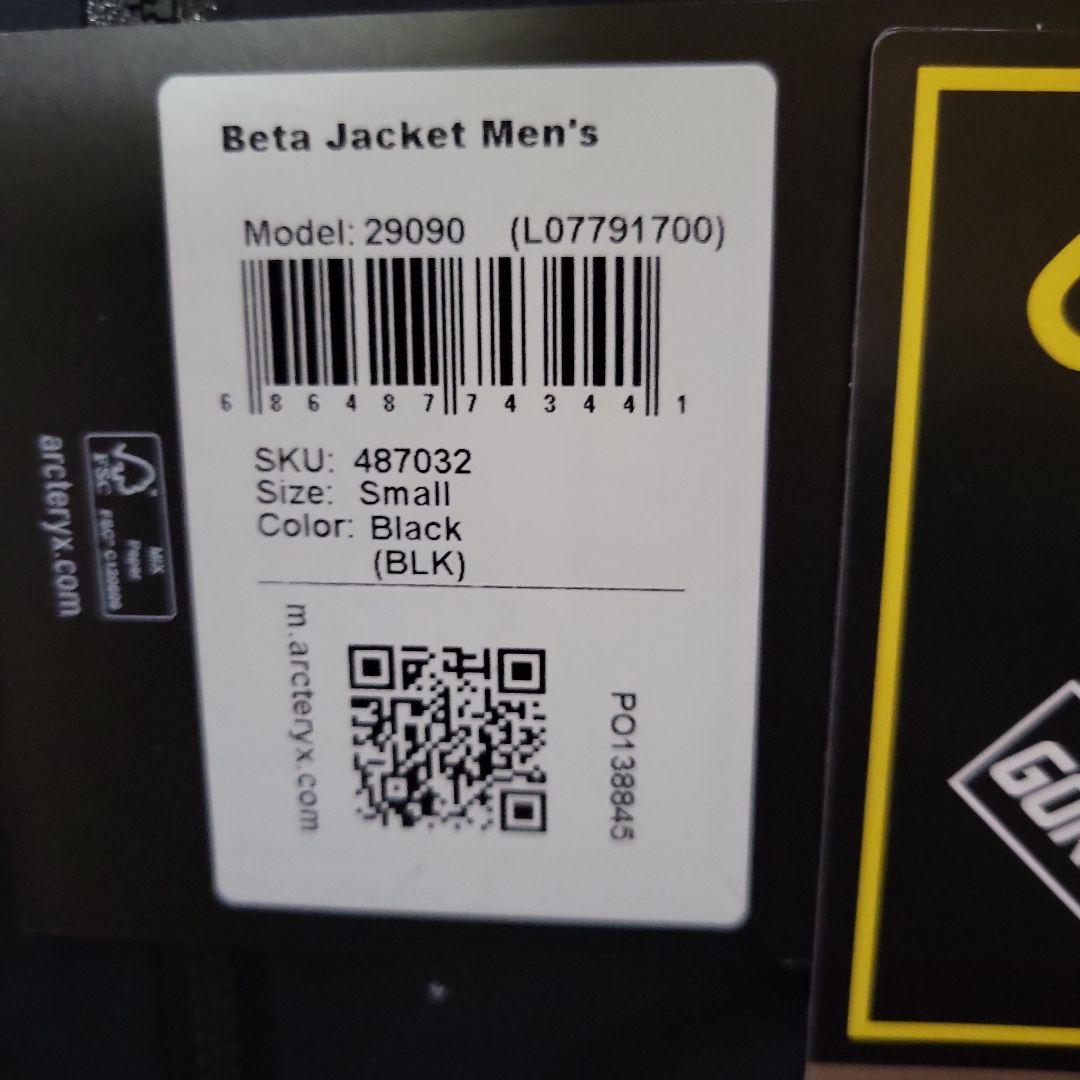 Beta Jacket Men's
Model: 29090 (L07791700)
6 86487 74344 1
SKU: 487032
Size: Small
Color: Black
(BLK)
m.arcteryx.com
PO138845
arcteryx.com
FSC
MIX
Paper